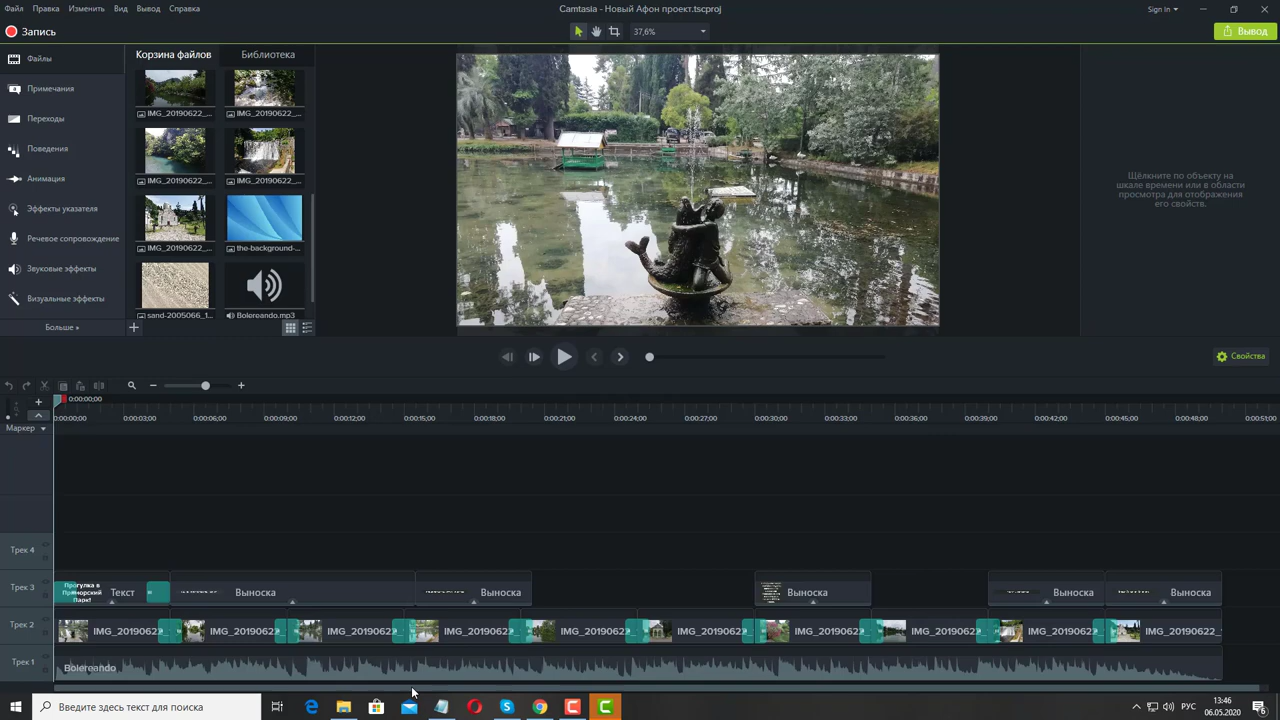 Файл Правка Изменить Вид Вывод Справка
Camtasia - Новый Афон проект.tscproj
Sign In
Запись
37,6%
Вывод
Файлы
Примечания
Переходы
Поведения
Анимация
Эффекты указателя
Речевое сопровождение
Звуковые эффекты
Визуальные эффекты
Больше »
Корзина файлов Библиотека
IMG_20190622_... IMG_20190622_...
IMG_20190622_... IMG_20190622_...
IMG_20190622_... the-background-...
sand-2005066_1... Bolereando.mp3
Щёлкните по объекту на
шкале времени или в области
просмотра для отображения
его свойств.
Свойства
0:00:00;00
0:00:00;00 0:00:03;00 0:00:06;00 0:00:09;00 0:00:12;00 0:00:15;00 0:00:18;00 0:00:21;00 0:00:24;00 0:00:27;00 0:00:30;00 0:00:33;00 0:00:36;00 0:00:39;00 0:00:42;00 0:00:45;00 0:00:48;00 0:00:51;00
Маркер
Трек 4
Трек 3
Прогулка в
Приморский
Парк!
Текст Выноска Выноска Выноска Выноска Выноска
Трек 2
IMG_20190622 IMG_20190622 IMG_20190622 IMG_20190622 IMG_20190622 IMG_20190622 IMG_20190622 IMG_20190622 IMG_20190622 IMG_20190622_
Трек 1
Bolereando
Введите здесь текст для поиска
РУС
13:46
06.05.2020
6